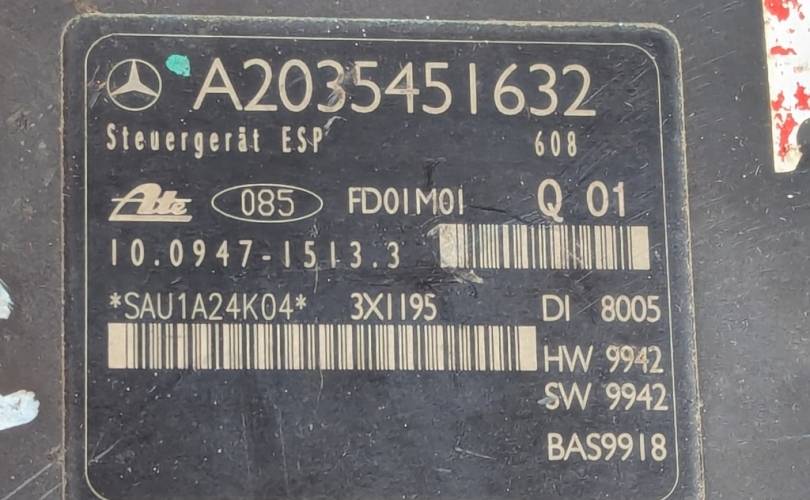 A2035451632
Steuergerät ESP 608
Ate 085 FD01M01 Q 01
10.0947-1513.3
*SAU1A24K04* 3X1195 DI 8005
HW 9942
SW 9942
BAS9918